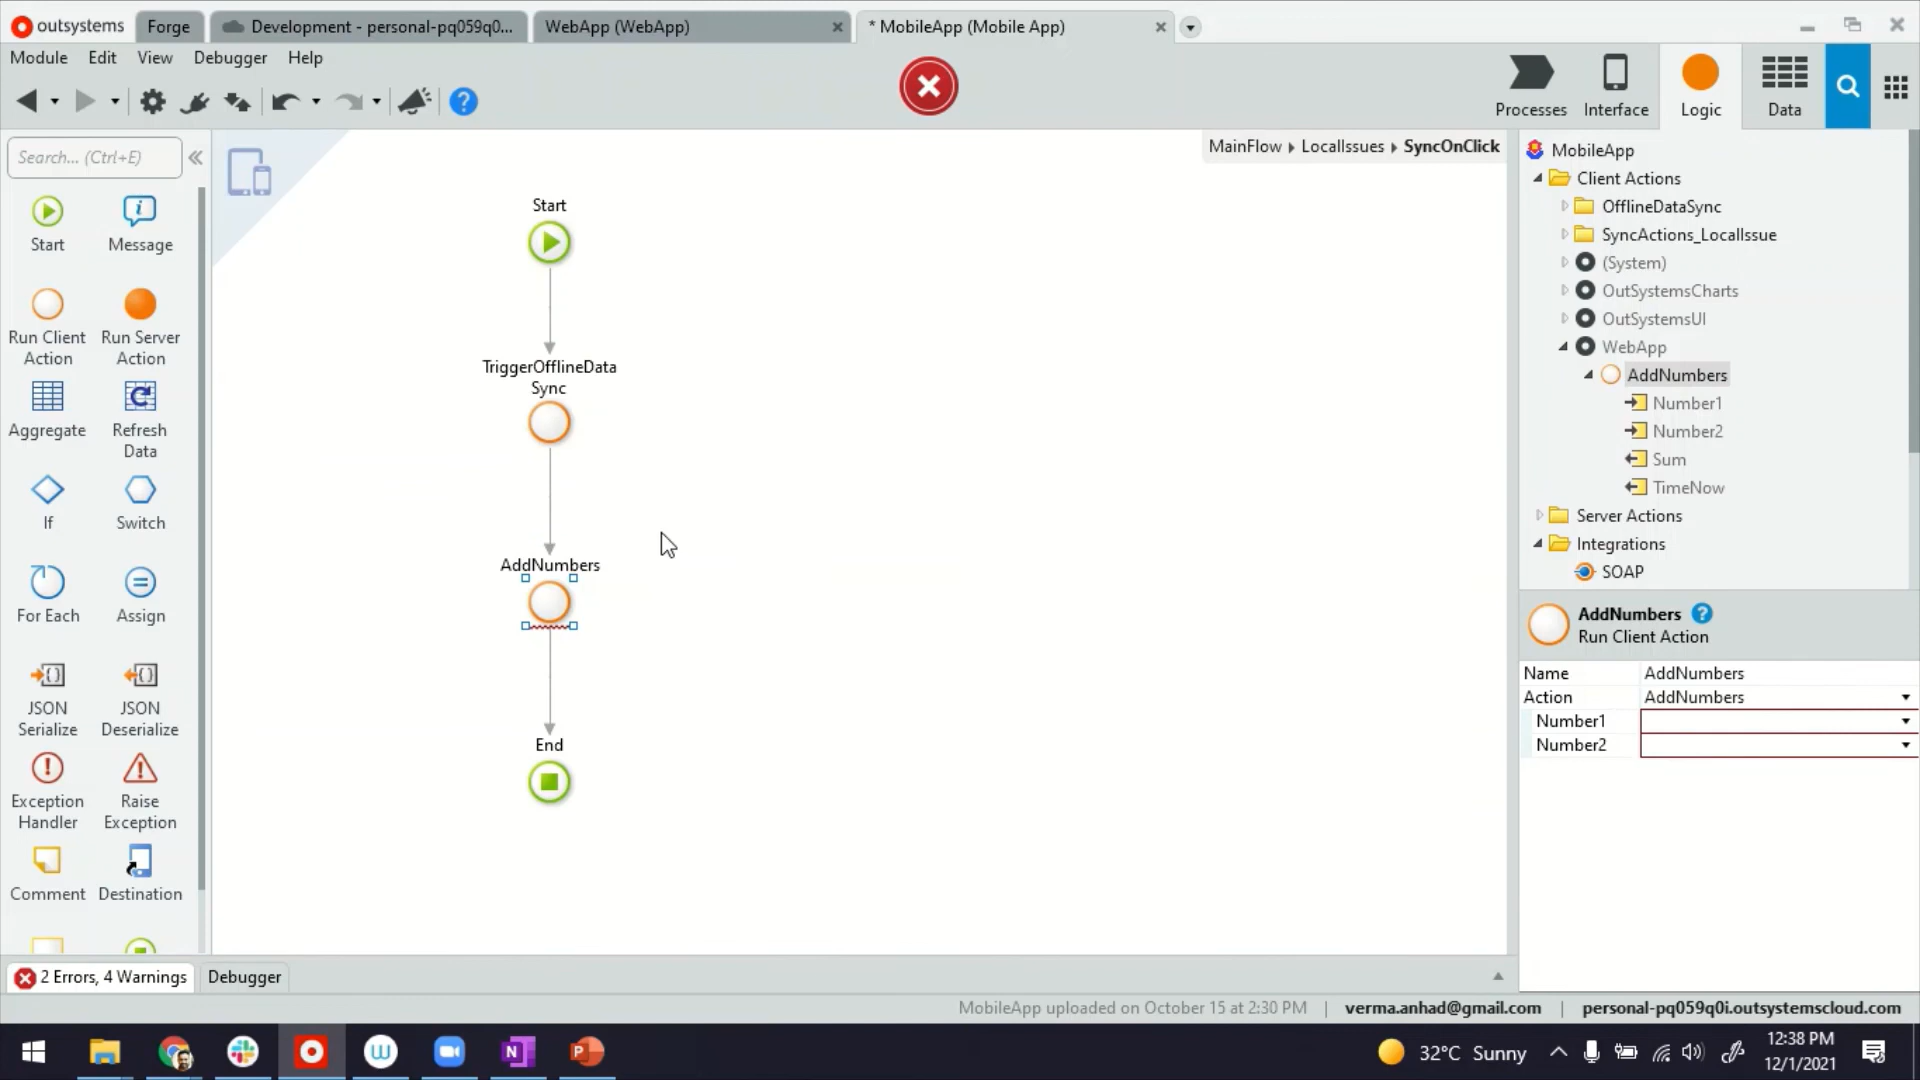 outsystems
Forge
Development - personal-pq059q0...
WebApp (WebApp)
* MobileApp (Mobile App)
Module
Edit
View
Debugger
Help
Processes
Interface
Logic
Data
Search... (Ctrl+E)
MainFlow
LocalIssues
SyncOnClick
Start
Message
Run Client
Action
Run Server
Action
Aggregate
Refresh
Data
If
Switch
For Each
Assign
JSON
Serialize
JSON
Deserialize
Exception
Handler
Raise
Exception
Comment
Destination
Start
TriggerOfflineData
Sync
AddNumbers
End
MobileApp
Client Actions
OfflineDataSync
SyncActions_LocalIssue
(System)
OutSystemsCharts
OutSystemsUI
WebApp
AddNumbers
Number1
Number2
Sum
TimeNow
Server Actions
Integrations
SOAP
AddNumbers
Run Client Action
Name AddNumbers
Action AddNumbers
Number1
Number2
2 Errors, 4 Warnings
Debugger
MobileApp uploaded on October 15 at 2:30 PM | verma.anhad@gmail.com | personal-pq059q0i.outsystemscloud.com
32°C Sunny
12:38 PM
12/1/2021